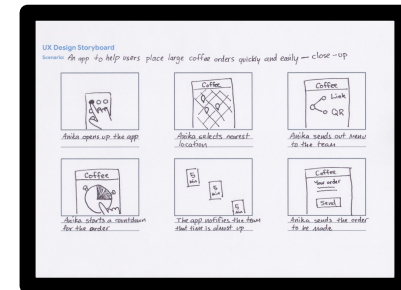 UX Design Storyboard
Scenario: An app to help users place large coffee orders quickly and easily — close-up
Coffee
Coffee
Link
QR
Anika opens up the app
Anika selects nearest
location
Anika sends out menu
to the team
Coffee
5
min
5
min
5
min
Coffee
Your order
Send
Anika starts a countdown
for the order
The app notifies the team
that time is almost up
Anika sends the order
to be made